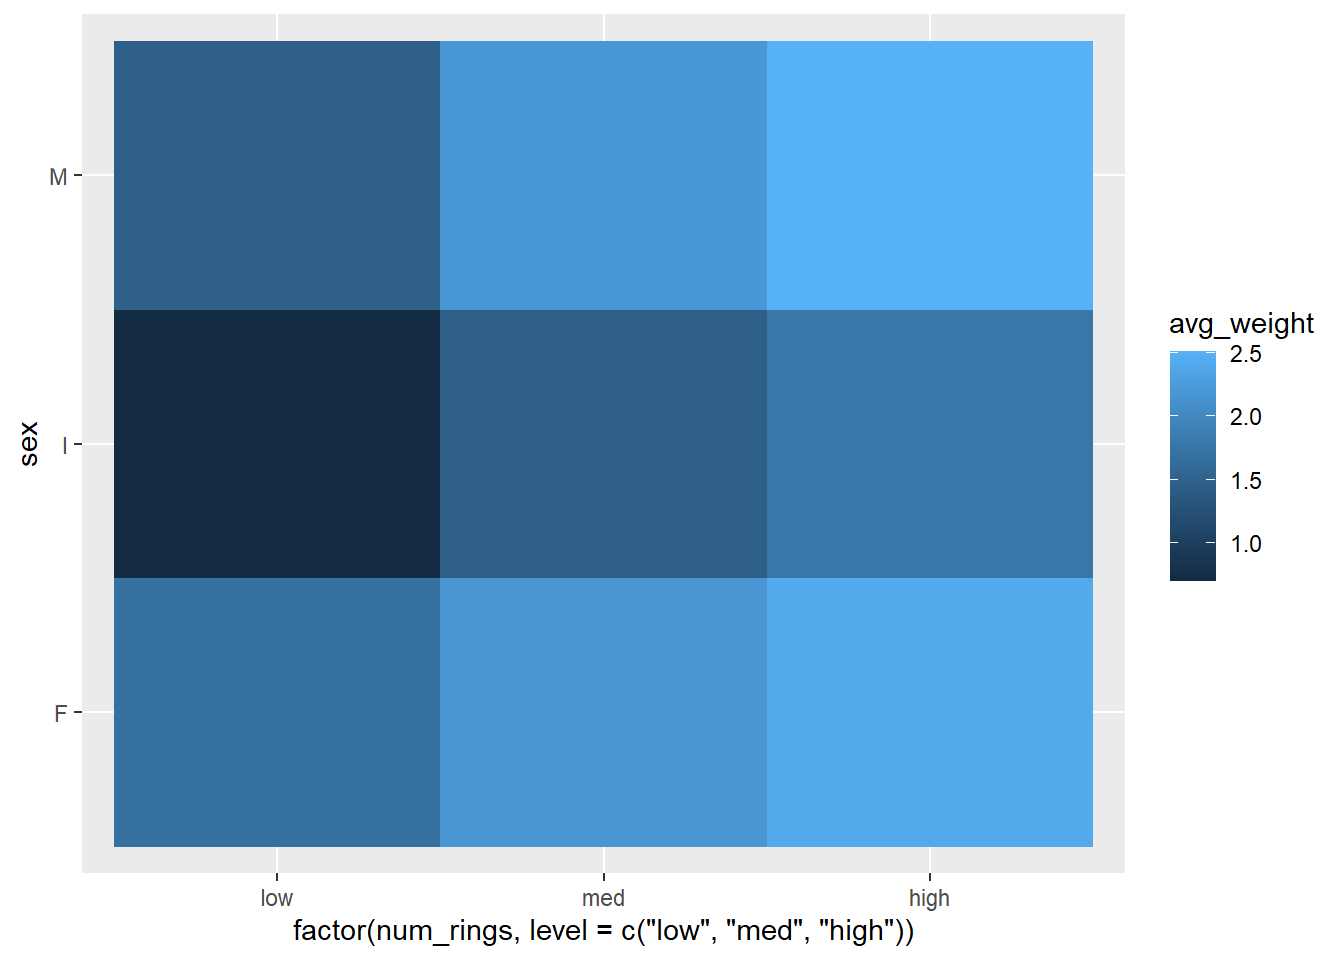 M
I
F
sex
low
med
high
factor(num_rings, level = c("low", "med", "high"))
avg_weight
2.5
2.0
1.5
1.0